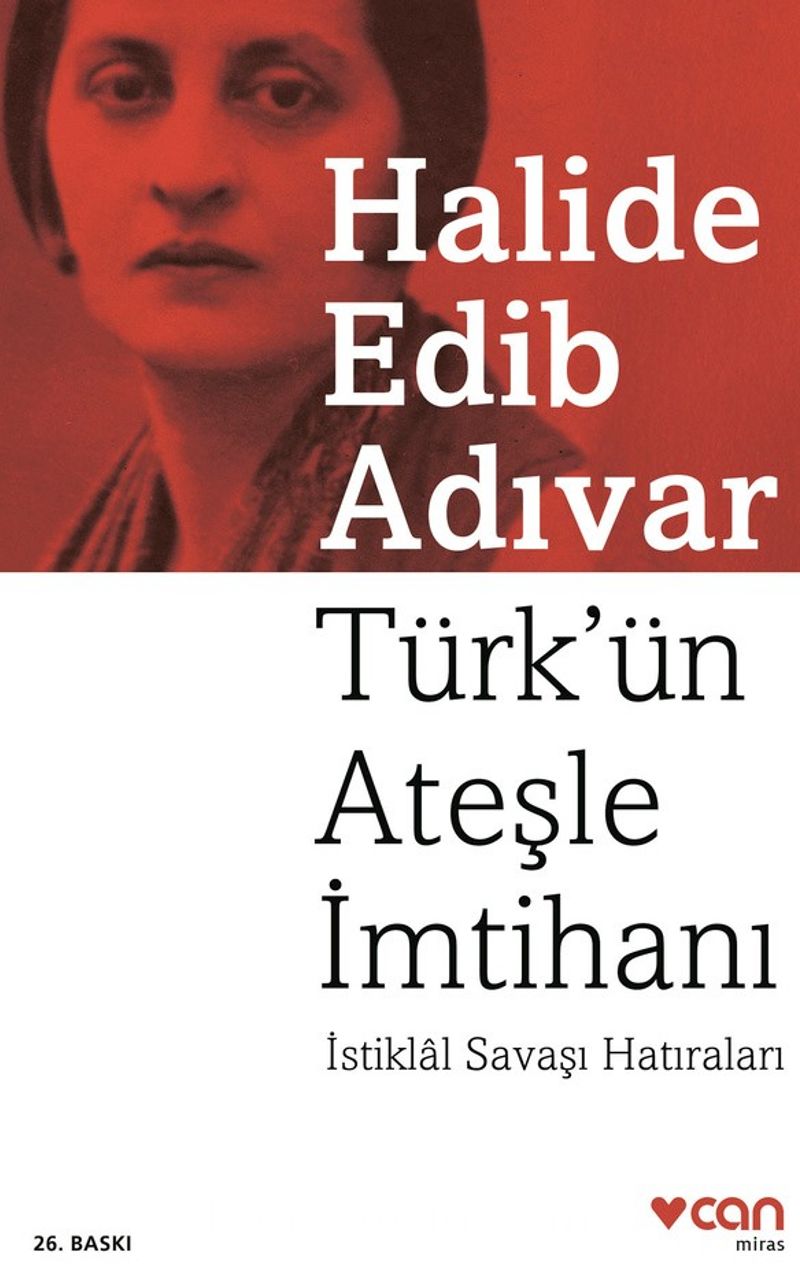 Halide
Edib
Adıvar
Türk’ün
Ateşle
İmtihanı
İstiklâl Savaşı Hatıraları
can
miras
26. BASKI